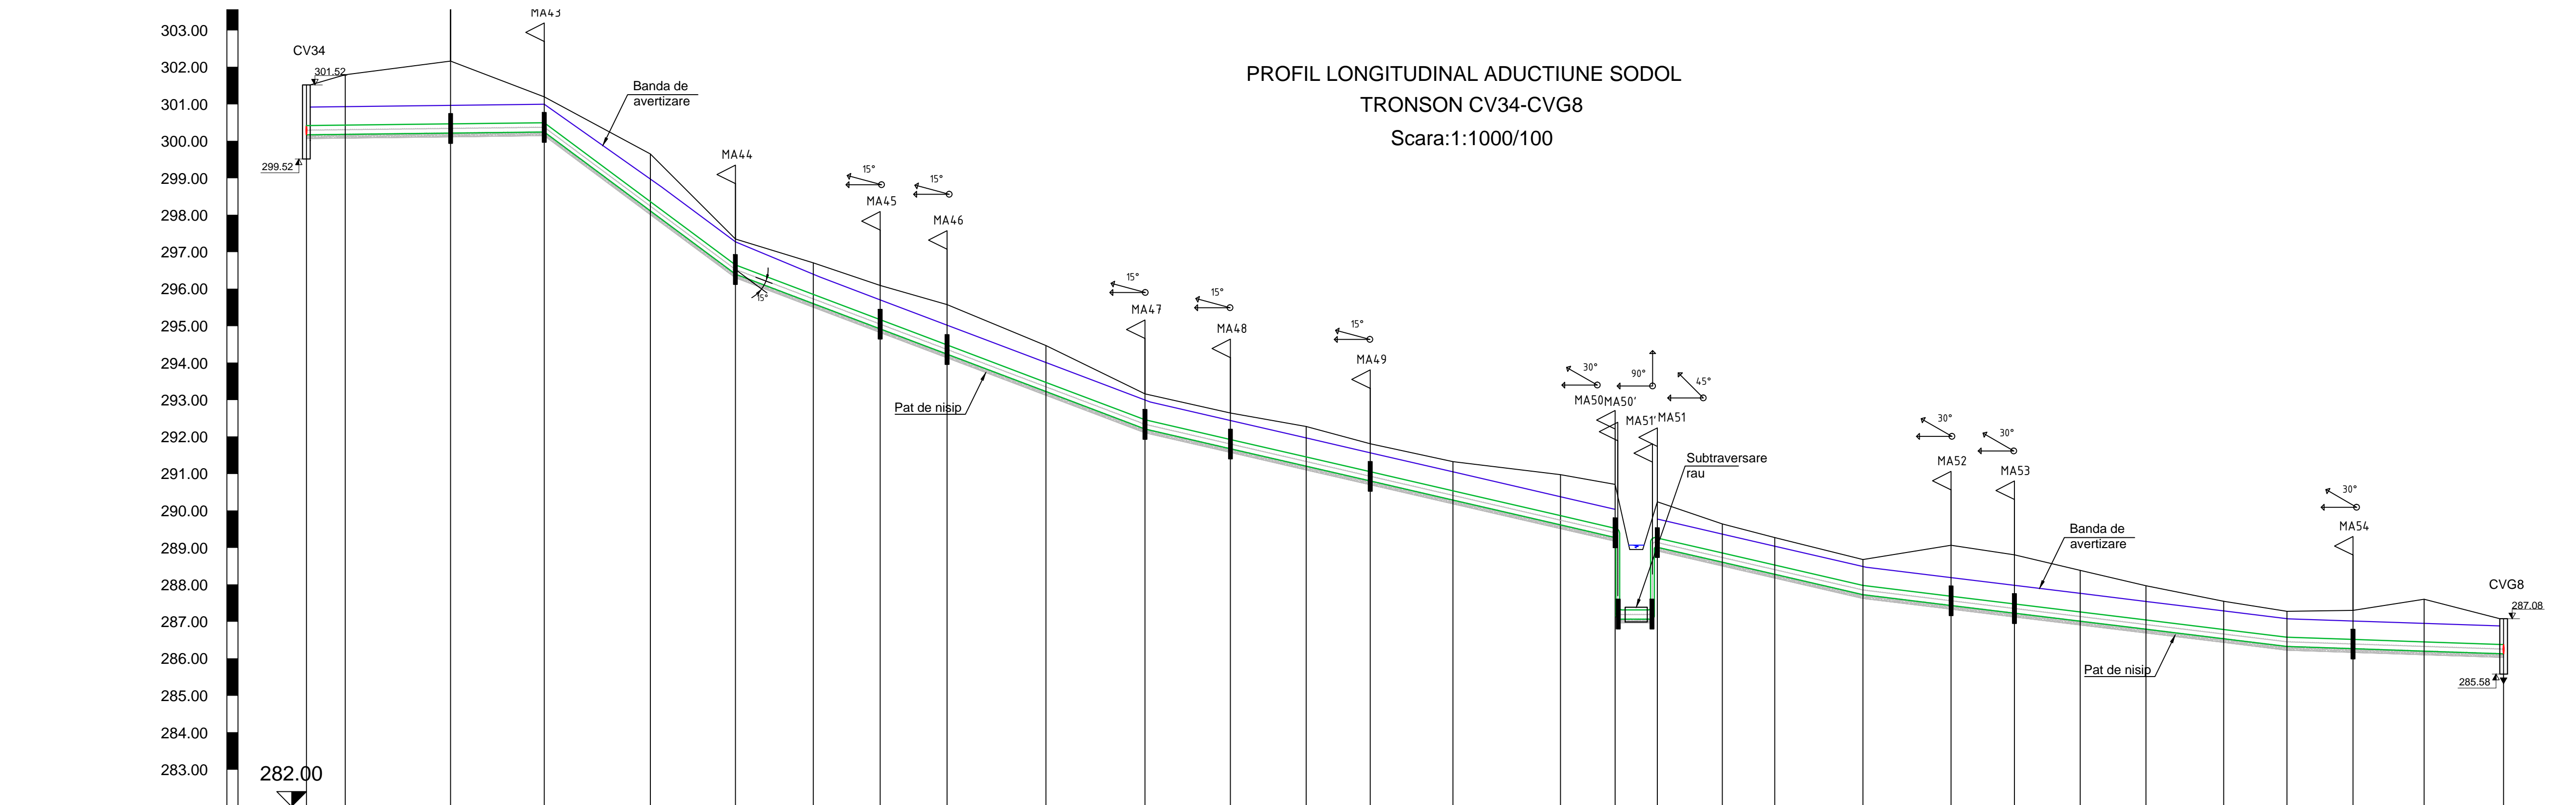 PROFIL LONGITUDINAL ADUCTIUNE SODOL
TRONSON CV34-CVG8
Scara:1:1000/100
303.00
302.00
301.00
300.00
299.00
298.00
297.00
296.00
295.00
294.00
293.00
292.00
291.00
290.00
289.00
288.00
287.00
286.00
285.00
284.00
283.00
282.00
CV34
301.52
299.52
MA43
Banda de
avertizare
MA44
15°
15°
MA45
15°
MA46
Pat de nisip
15°
MA47
15°
MA48
15°
MA49
30°
MA50
MA50'
90°
MA51'
MA51
45°
Subtraversare
rau
30°
MA52
30°
MA53
Banda de
avertizare
Pat de nisip
30°
MA54
CVG8
287.08
285.58